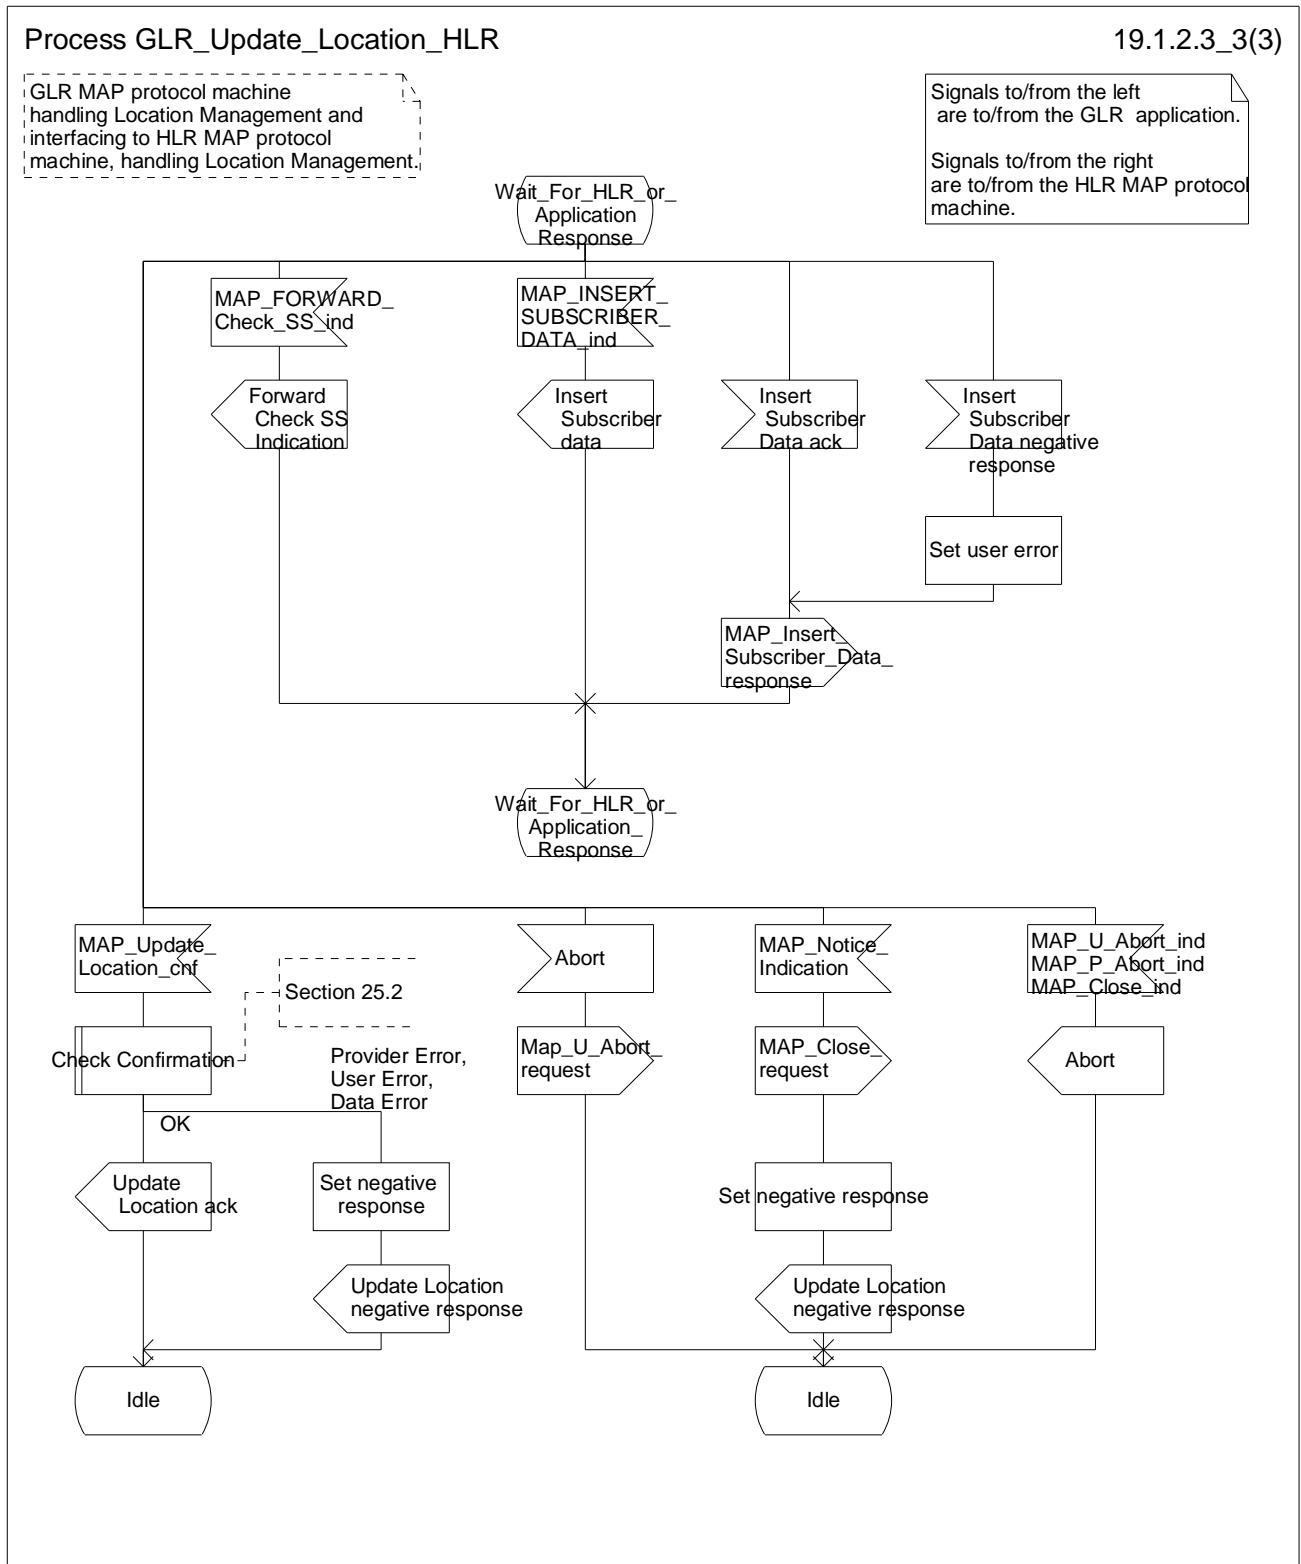 Process GLR_Update_Location_HLR
19.1.2.3_3(3)
GLR MAP protocol machine
handling Location Management and
interfacing to HLR MAP protocol
machine, handling Location Management.
Signals to/from the left
are to/from the GLR application.
Signals to/from the right
are to/from the HLR MAP protocol
machine.
Wait_For_HLR_or_
Application
Response
MAP_FORWARD_
Check_SS_ind
MAP_INSERT_
SUBSCRIBER_
DATA_ind
Forward
Check SS
Indication
Insert
Subscriber
data
Insert
Subscriber
Data ack
Insert
Subscriber
Data negative
response
Set user error
MAP_Insert_
Subscriber_Data_
response
Wait_For_HLR_or_
Application_
Response
MAP_Update_
Location_cnf
Abort
MAP_Notice_
Indication
MAP_U_Abort_ind
MAP_P_Abort_ind
MAP_Close_ind
Section 25.2
Check Confirmation
Provider Error,
User Error,
Data Error
Map_U_Abort_
request
MAP_Close_
request
Abort
OK
Update
Location ack
Set negative
response
Set negative response
Update Location
negative response
Update Location
negative response
Idle
Idle